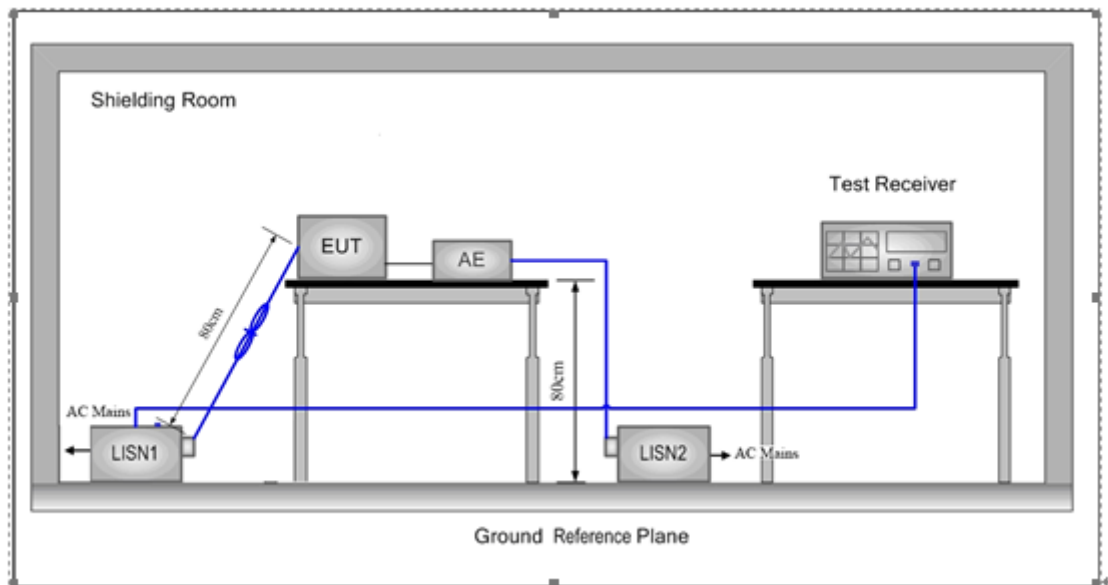 Shielding Room
Test Receiver
EUT
AE
80cm
80cm
AC Mains
LISN1
LISN2
AC Mains
Ground Reference Plane